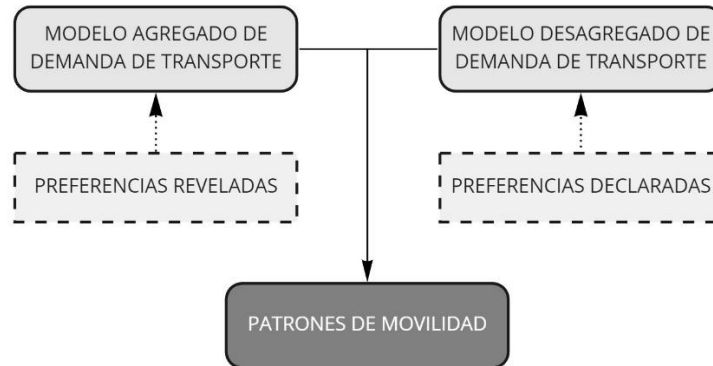 MODELO AGREGADO DE
DEMANDA DE TRANSPORTE
MODELO DESAGREGADO DE
DEMANDA DE TRANSPORTE
PREFERENCIAS REVELADAS
PREFERENCIAS DECLARADAS
PATRONES DE MOVILIDAD